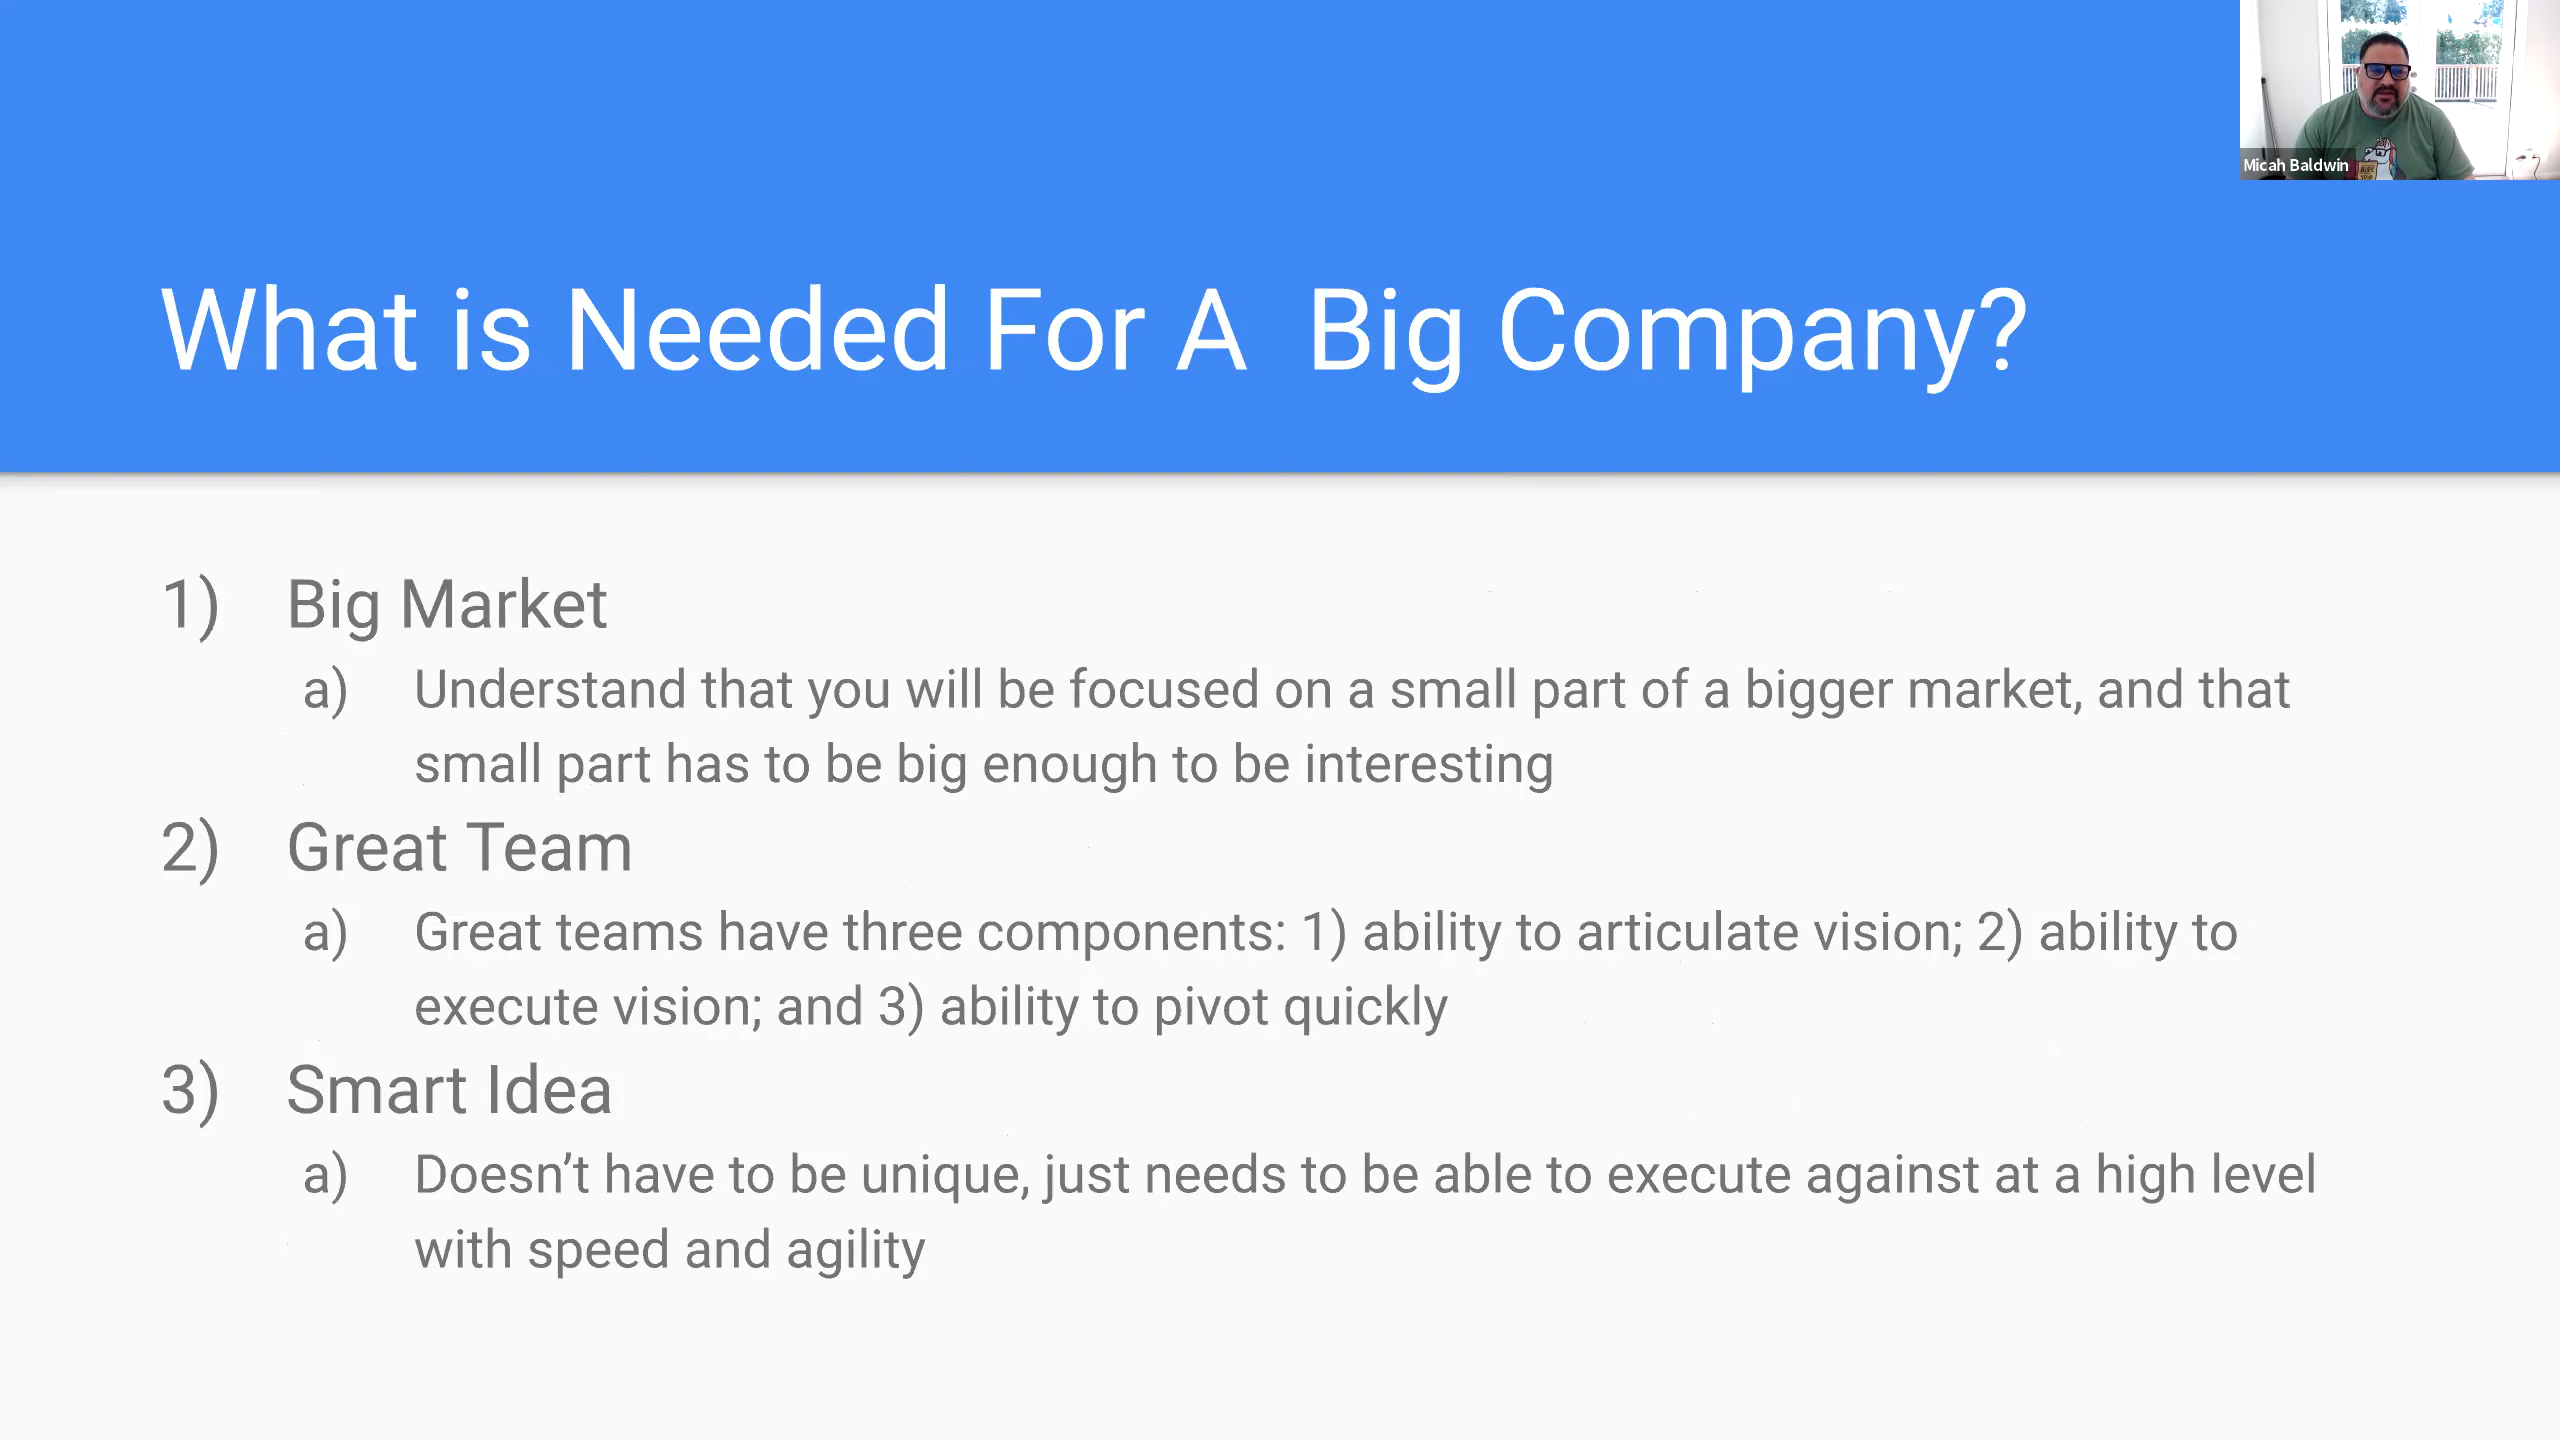 Micah Baldwin
What is Needed For A  Big Company?
1) Big Market
a) Understand that you will be focused on a small part of a bigger market, and that
small part has to be big enough to be interesting
2) Great Team
a) Great teams have three components: 1) ability to articulate vision; 2) ability to
execute vision; and 3) ability to pivot quickly
3) Smart Idea
a) Doesn’t have to be unique, just needs to be able to execute against at a high level
with speed and agility